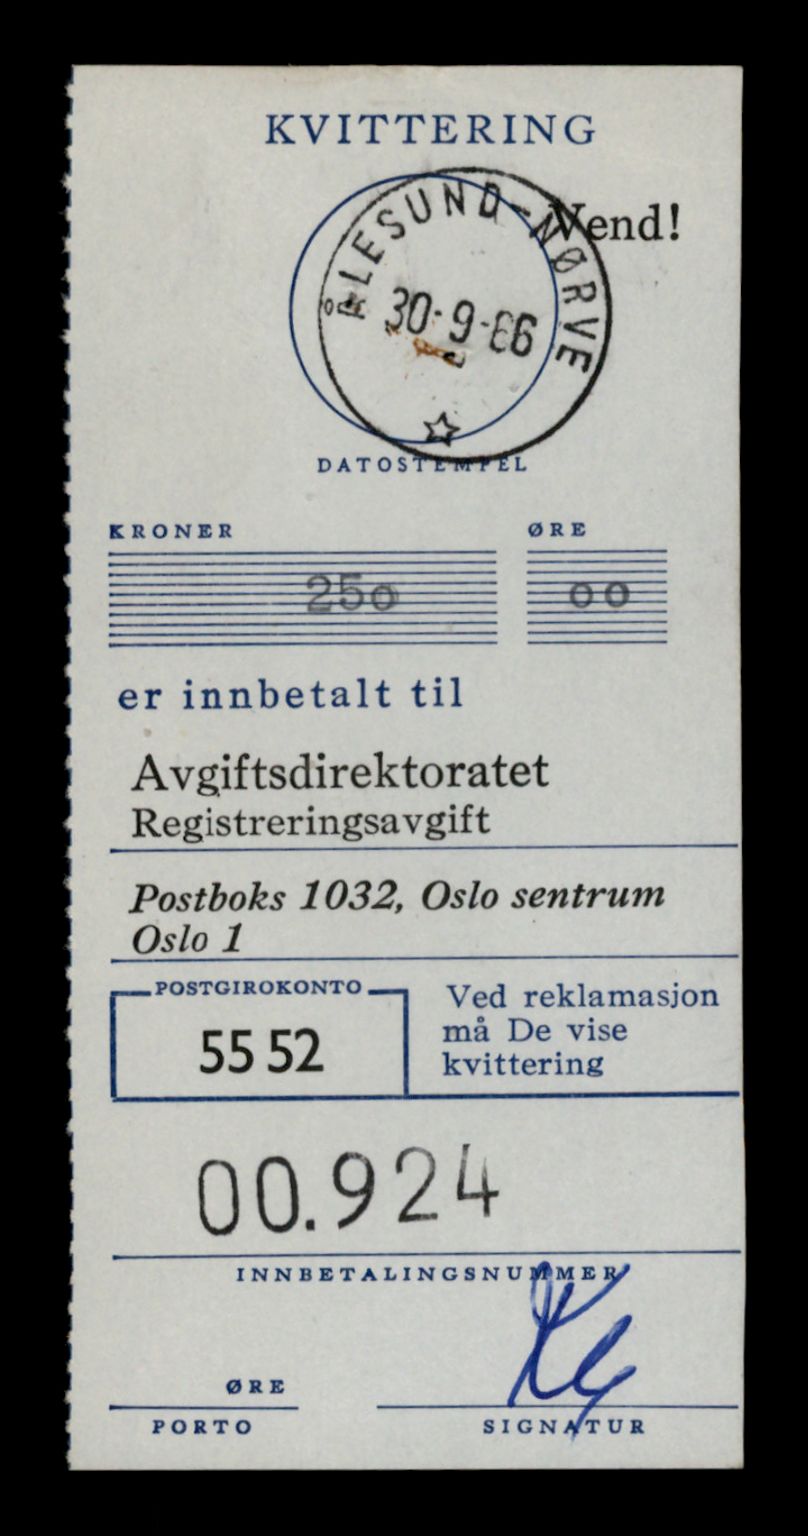 KVITTERING
Vend!
ÅLESUND-NØRVE
30-9-66
DATOSTEMPEL
KRONER ØRE
250 00
er innbetalt til
Avgiftsdirektoratet
Registreringsavgift
Postboks 1032, Oslo sentrum
Oslo 1
POSTGIROKONTO
55 52
Ved reklamasjon
må De vise
kvittering
00.924
INNBETALINGSNUMMER
ØRE
PORTO
SIGNATUR